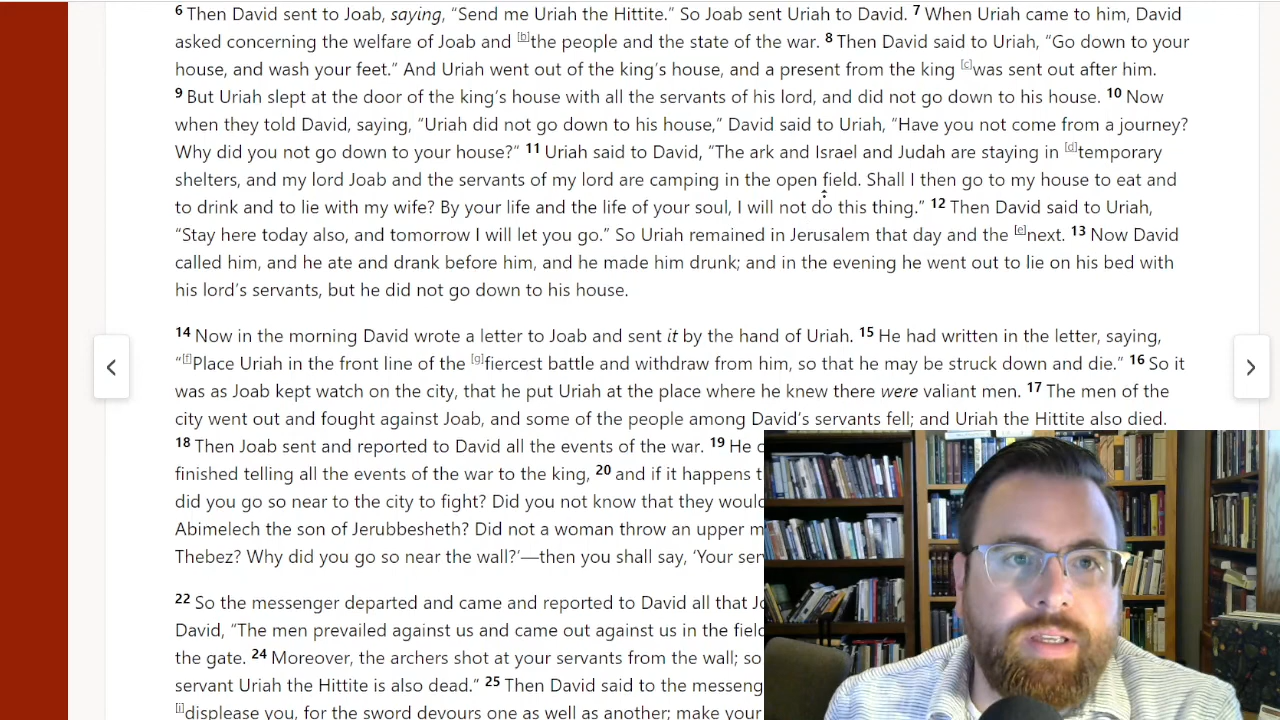 6 Then David sent to Joab, saying, “Send me Uriah the Hittite.” So Joab sent Uriah to David. 7 When Uriah came to him, David
asked concerning the welfare of Joab and [b]the people and the state of the war. 8 Then David said to Uriah, “Go down to your
house, and wash your feet.” And Uriah went out of the king’s house, and a present from the king [c]was sent out after him.
9 But Uriah slept at the door of the king’s house with all the servants of his lord, and did not go down to his house. 10 Now
when they told David, saying, “Uriah did not go down to his house,” David said to Uriah, “Have you not come from a journey?
Why did you not go down to your house?” 11 Uriah said to David, “The ark and Israel and Judah are staying in [d]temporary
shelters, and my lord Joab and the servants of my lord are camping in the open field. Shall I then go to my house to eat and
to drink and to lie with my wife? By your life and the life of your soul, I will not do this thing.” 12 Then David said to Uriah,
“Stay here today also, and tomorrow I will let you go.” So Uriah remained in Jerusalem that day and the [e]next. 13 Now David
called him, and he ate and drank before him, and he made him drunk; and in the evening he went out to lie on his bed with
his lord’s servants, but he did not go down to his house.
14 Now in the morning David wrote a letter to Joab and sent it by the hand of Uriah. 15 He had written in the letter, saying,
“[f]Place Uriah in the front line of the [g]fiercest battle and withdraw from him, so that he may be struck down and die.” 16 So it
was as Joab kept watch on the city, that he put Uriah at the place where he knew there were valiant men. 17 The men of the
city went out and fought against Joab, and some of the people among David’s servants fell; and Uriah the Hittite also died.
18 Then Joab sent and reported to David all the events of the war. 19 He
finished telling all the events of the war to the king, 20 and if it happens
did you go so near to the city to fight? Did you not know that they
Abimelech the son of Jerubbesheth? Did not a woman throw an upper
Thebez? Why did you go so near the wall?’—then you shall say, ‘Your
22 So the messenger departed and came and reported to David all that
David, “The men prevailed against us and came out against us in the
the gate. 24 Moreover, the archers shot at your servants from the wall; so
servant Uriah the Hittite is also dead.” 25 Then David said to the
displease you, for the sword devours one as well as another; make your